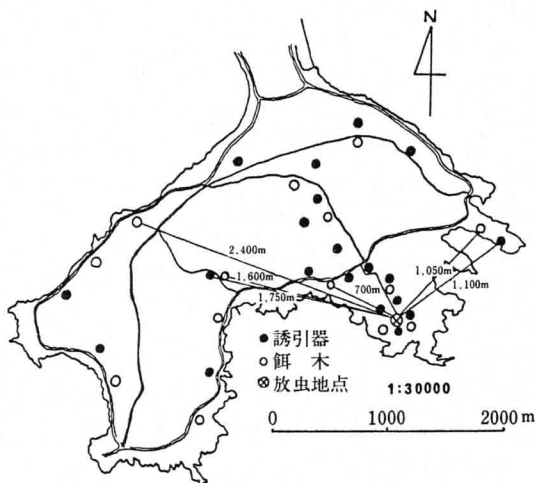 N
2,400m
1,600m
1,750m
700m
1,050m
1,100m
● 誘引器
○ 餌 木
⊗ 放虫地点
1:30000
0 1000 2000 m